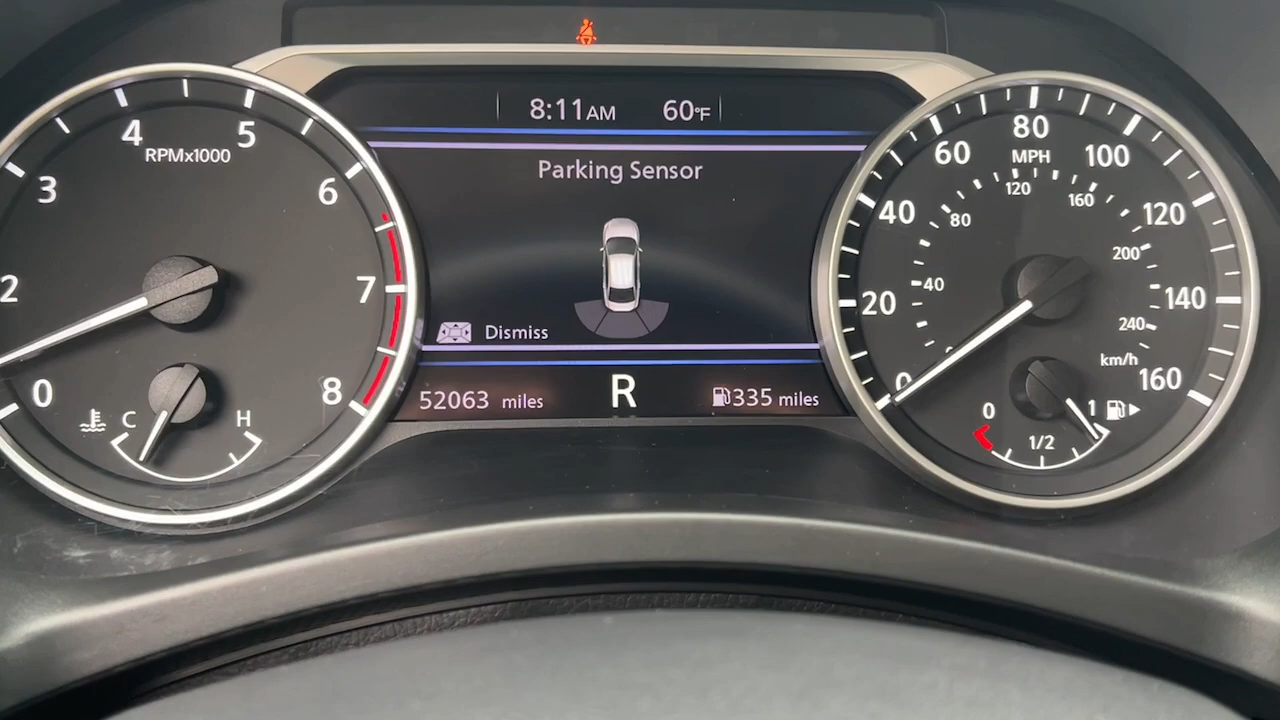 8:11AM 60°F
Parking Sensor
Dismiss
52063 miles
R
335 miles
0
2
3
4
5
6
7
8
RPMx1000
C H
0
20
40
60
80
100
120
140
160
MPH
40
80
120
160
200
240
km/h
0 1/2 1